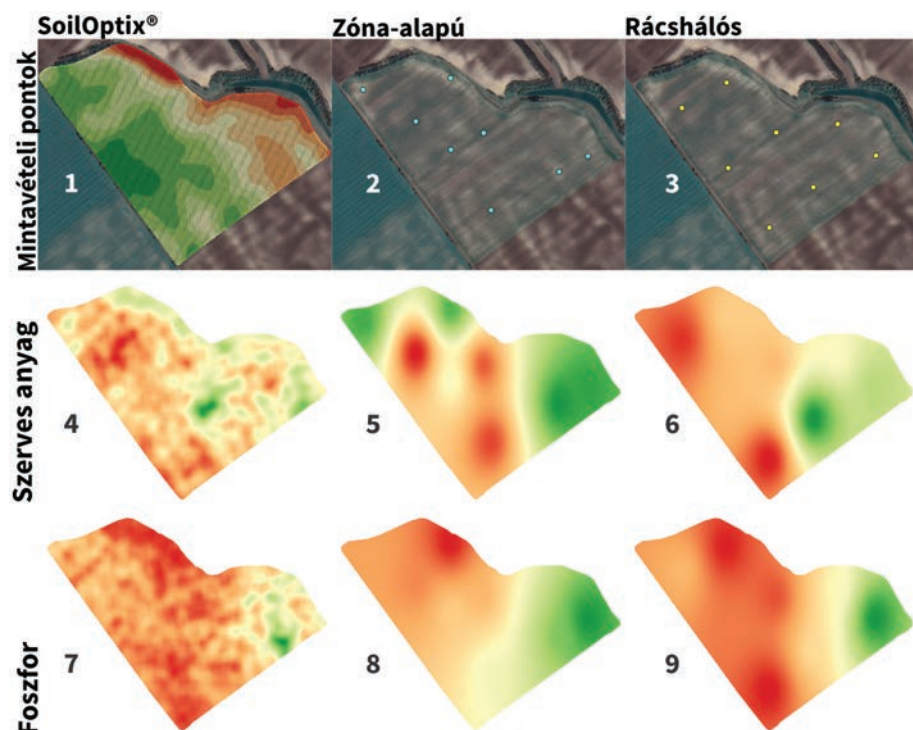 SoilOptix® Zóna-alapú Rácshálós
Mintavételi pontok
1 2 3
Szerves anyag
4 5 6
Foszfor
7 8 9